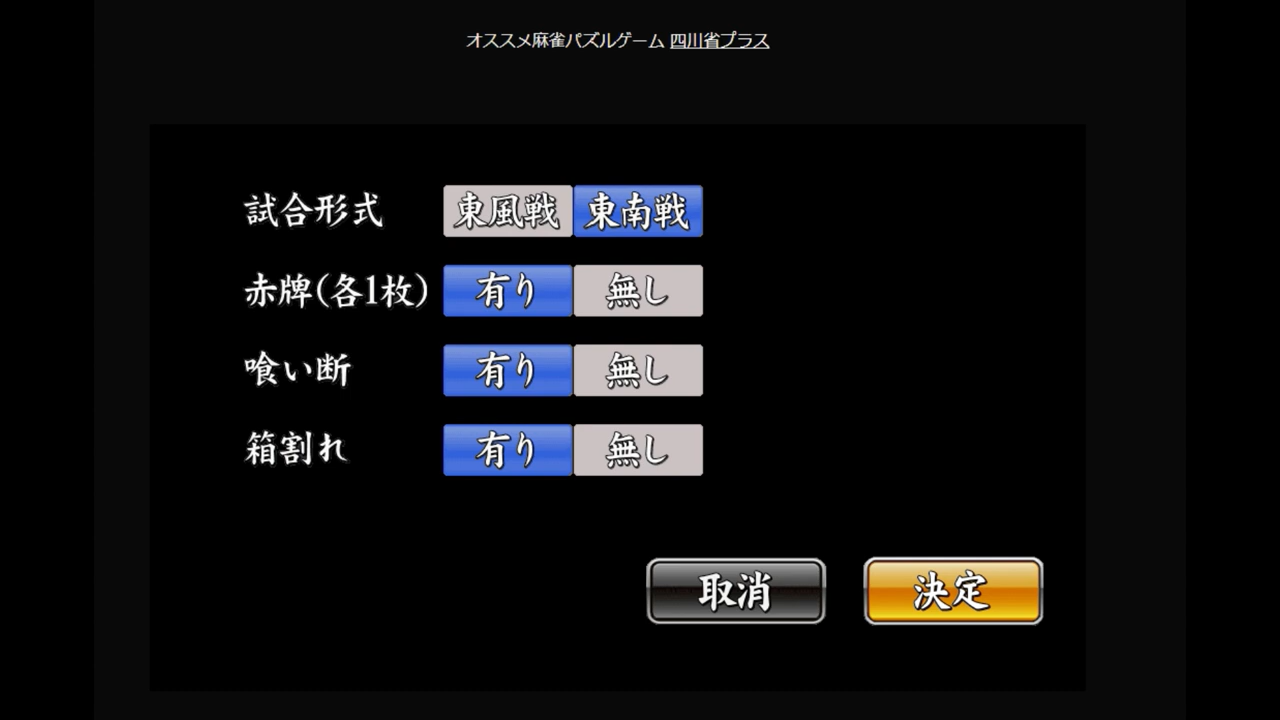 オススメ麻雀パズルゲーム 四川省プラス
試合形式 東風戦 東南戦
赤牌(各1枚) 有り 無し
喰い断 有り 無し
箱割れ 有り 無し
取消 決定